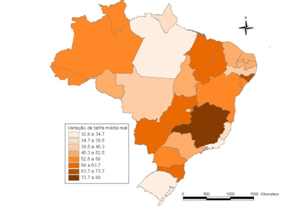 N
Variação da tarifa média real
32.6 a 34.7
34.7 a 39.5
39.5 a 45.3
45.3 a 52.5
52.5 a 56
56 a 63.7
63.7 a 73.7
73.7 a 86
500 0 500 1000 1500 Kilometers